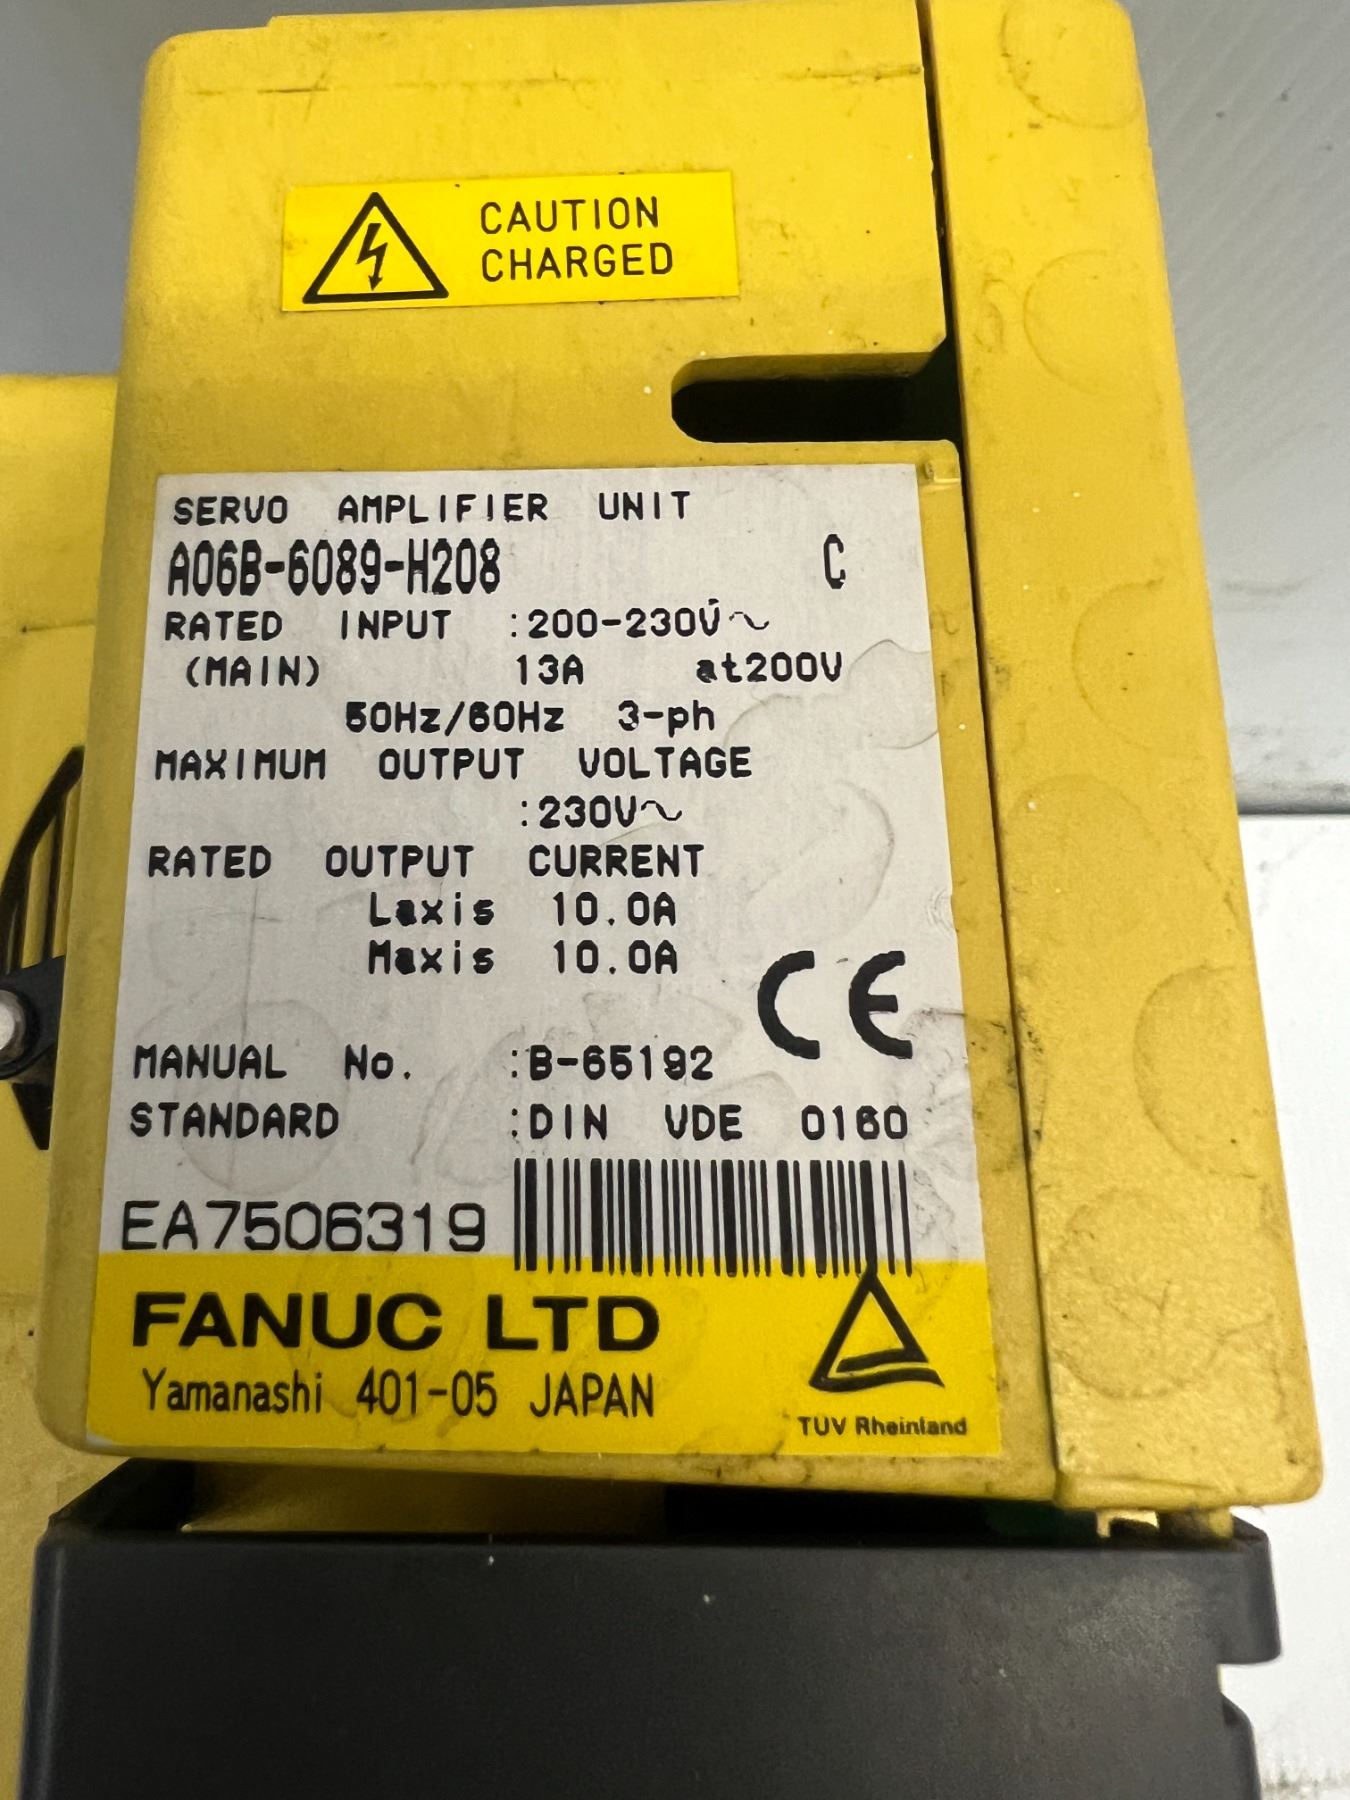 CAUTION
CHARGED
SERVO AMPLIFIER UNIT
A06B-6089-H208 C
RATED INPUT :200-230V~
(MAIN) 13A at200V
50Hz/60Hz 3-ph
MAXIMUM OUTPUT VOLTAGE
:230V~
RATED OUTPUT CURRENT
Laxis 10.0A
Maxis 10.0A
CE
MANUAL No. :B-65192
STANDARD :DIN VDE 0160
EA7506319
FANUC LTD
Yamanashi 401-05 JAPAN
TUV Rheinland